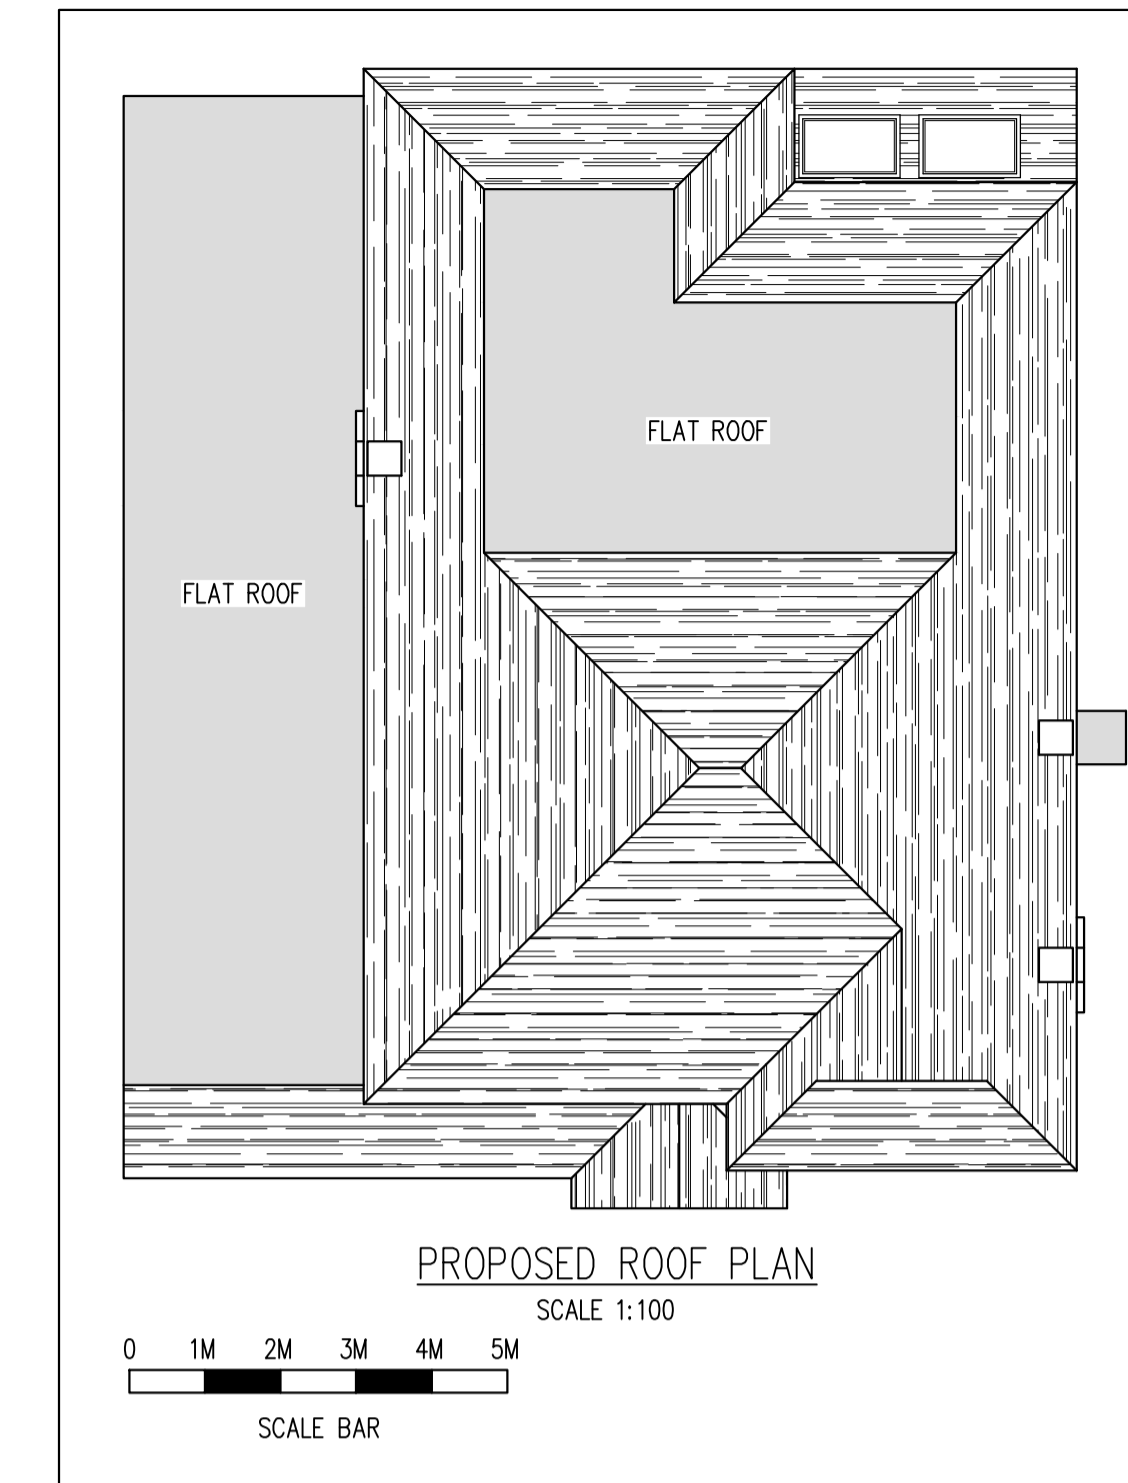 FLAT ROOF
FLAT ROOF
PROPOSED ROOF PLAN
SCALE 1:100
0 1M 2M 3M 4M 5M
SCALE BAR